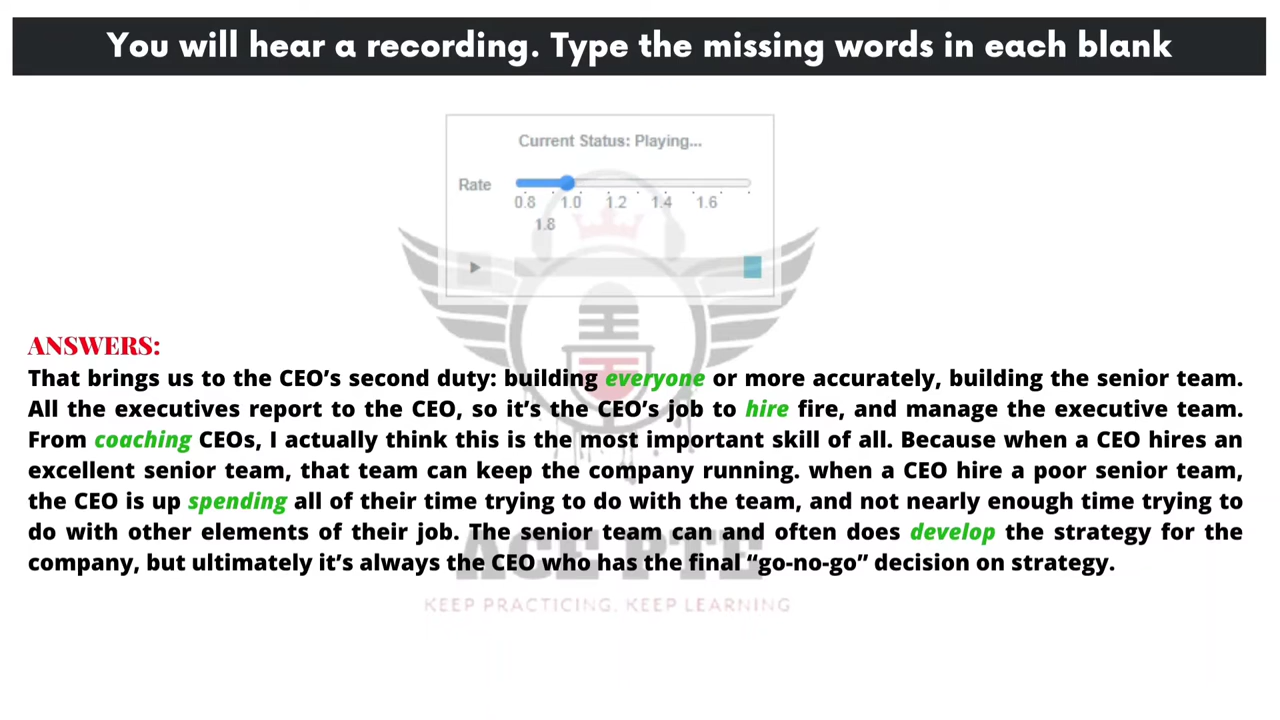 You will hear a recording. Type the missing words in each blank
Current Status: Playing...
Rate
0.8 1.0 1.2 1.4 1.6
1.8
ANSWERS:
That brings us to the CEO’s second duty: building everyone or more accurately, building the senior team.
All the executives report to the CEO, so it’s the CEO’s job to hire fire, and manage the executive team.
From coaching CEOs, I actually think this is the most important skill of all. Because when a CEO hires an
excellent senior team, that team can keep the company running. when a CEO hire a poor senior team,
the CEO is up spending all of their time trying to do with the team, and not nearly enough time trying to
do with other elements of their job. The senior team can and often does develop the strategy for the
company, but ultimately it’s always the CEO who has the final “go-no-go” decision on strategy.
ACE PTE
KEEP PRACTICING, KEEP LEARNING